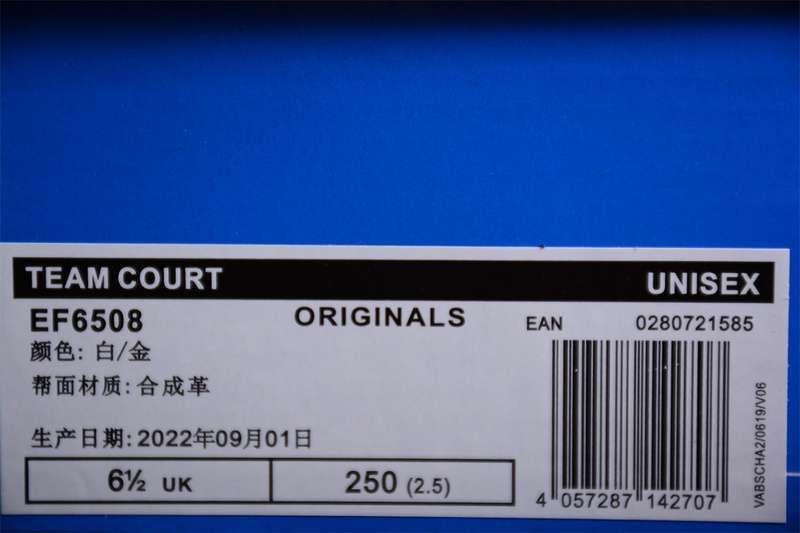 TEAM COURT UNISEX
EF6508 ORIGINALS EAN 0280721585
颜色: 白/金
帮面材质: 合成革
生产日期: 2022年09月01日
6½ UK 250 (2.5)
4 057287 142707
VABSCHA2/0619/V06